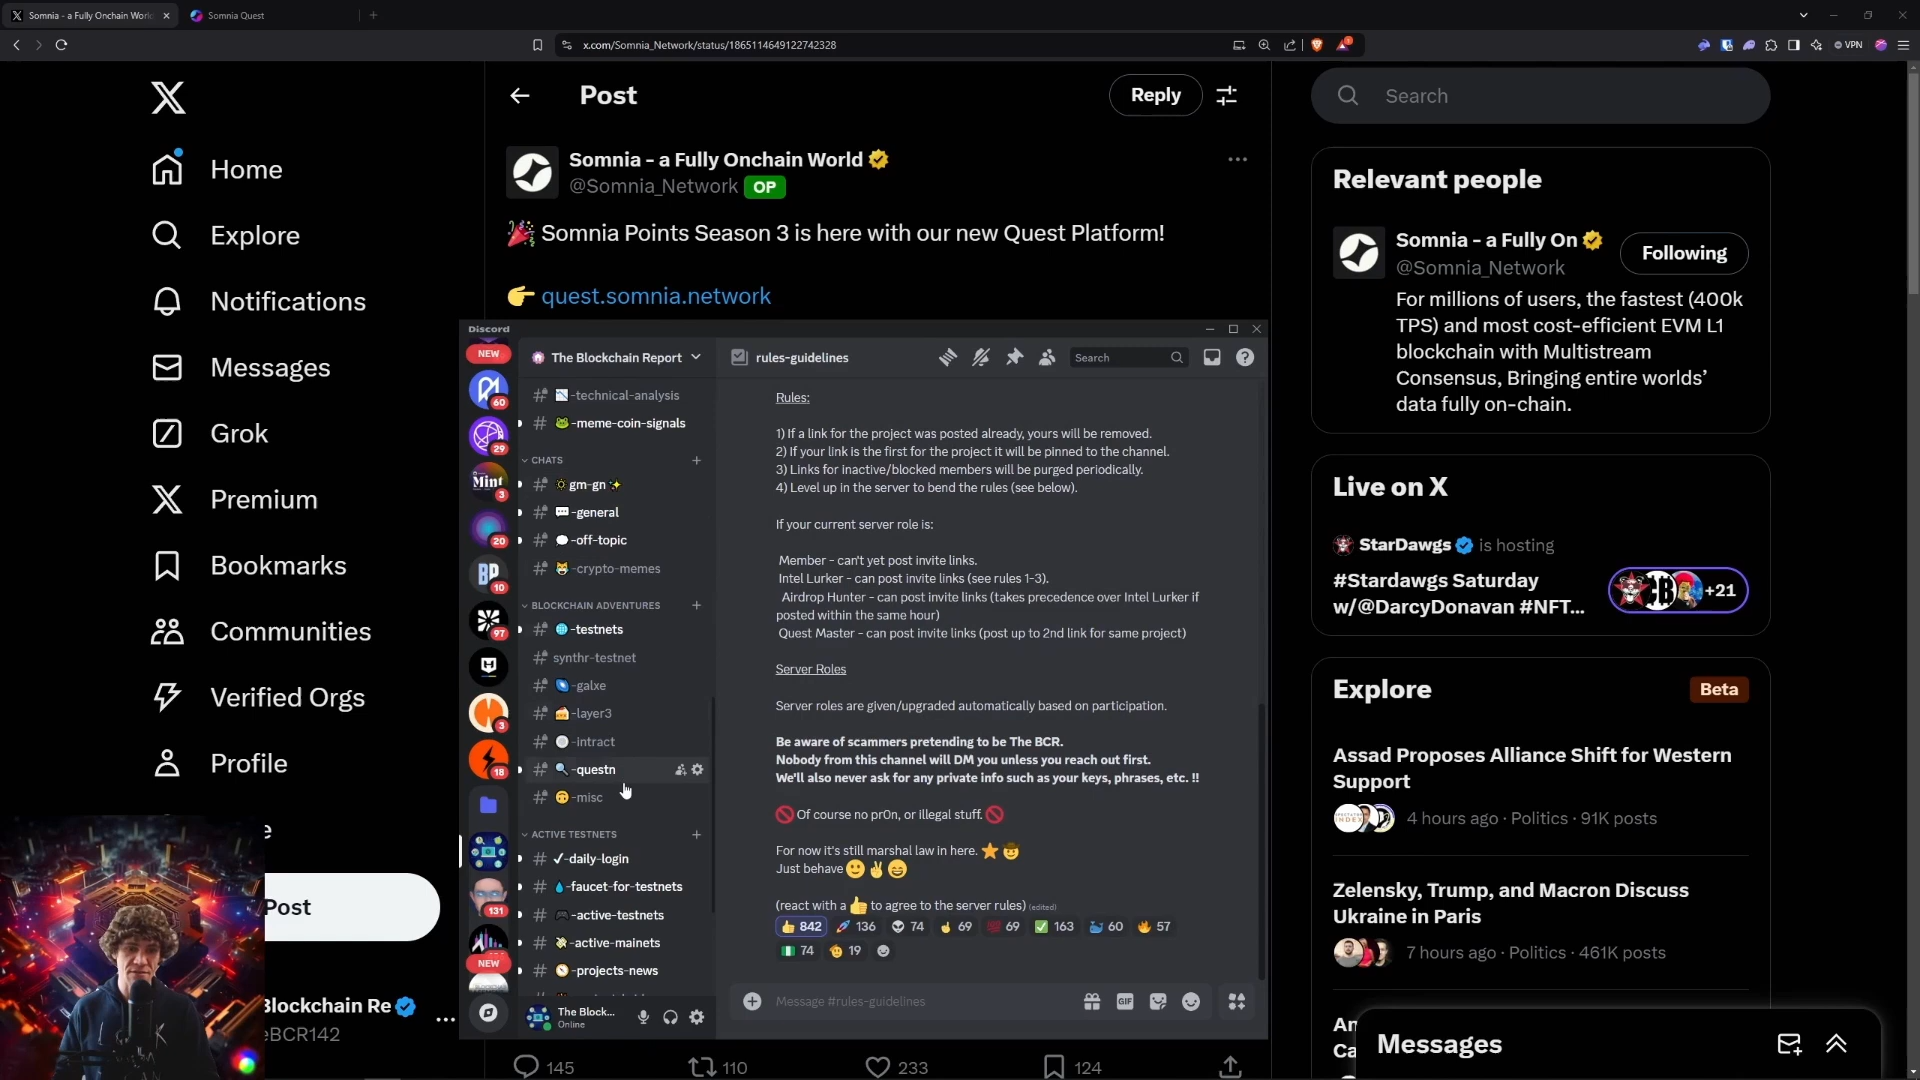 Somnia - a Fully Onchain World
Somnia Quest
x.com/Somnia_Network/status/1865114649122742328
VPN
Home
Explore
Notifications
Messages
Grok
Premium
Bookmarks
Communities
Verified Orgs
Profile
Post
Blockchain Re
eBCR142
Post
Reply
Somnia - a Fully Onchain World
@Somnia_Network OP
🎉 Somnia Points Season 3 is here with our new Quest Platform!
👉 quest.somnia.network
Discord
NEW
60
29
Mint
3
20
BP
10
97
3
18
131
NEW
The Blockchain Report
# 📉-technical-analysis
# 🐸-meme-coin-signals
CHATS
# 🔅gm-gn✨
# 💬-general
# 💭-off-topic
# 😹-crypto-memes
BLOCKCHAIN ADVENTURES
# 🌐-testnets
# synthr-testnet
# 🌌-galxe
# 🍰-layer3
# ⚪-intract
# 🔍-questn
# 🙃-misc
ACTIVE TESTNETS
# ✓-daily-login
# 💧-faucet-for-testnets
# 🎮-active-testnets
# 💸-active-mainets
# 🧭-projects-news
The Block...
Online
rules-guidelines
Search
Rules:
1) If a link for the project was posted already, yours will be removed.
2) If your link is the first for the project it will be pinned to the channel.
3) Links for inactive/blocked members will be purged periodically.
4) Level up in the server to bend the rules (see below).
If your current server role is:
Member - can't yet post invite links.
Intel Lurker - can post invite links (see rules 1-3).
Airdrop Hunter - can post invite links (takes precedence over Intel Lurker if
posted within the same hour)
Quest Master - can post invite links (post up to 2nd link for same project)
Server Roles
Server roles are given/upgraded automatically based on participation.
Be aware of scammers pretending to be The BCR.
Nobody from this channel will DM you unless you reach out first.
We'll also never ask for any private info such as your keys, phrases, etc. !!
🚫Of course no pr0n, or illegal stuff.🚫
For now it's still marshal law in here. ⭐ 🤠
Just behave 🙂 ✌ 😄
(react with a 👍 to agree to the server rules) (edited)
👍 842 🚀 136 👽 74 ☝ 69 💯 69 ✅ 163 🐳 60 🔥 57
74 19
Message #rules-guidelines
GIF
145 110 233 124
Search
Relevant people
Somnia - a Fully On
@Somnia_Network
Following
For millions of users, the fastest (400k
TPS) and most cost-efficient EVM L1
blockchain with Multistream
Consensus, Bringing entire worlds’
data fully on-chain.
Live on X
StarDawgs is hosting
#Stardawgs Saturday
w/@DarcyDonavan #NFT...
+21
Explore
Beta
Assad Proposes Alliance Shift for Western
Support
4 hours ago · Politics · 91K posts
Zelensky, Trump, and Macron Discuss
Ukraine in Paris
7 hours ago · Politics · 461K posts
Messages